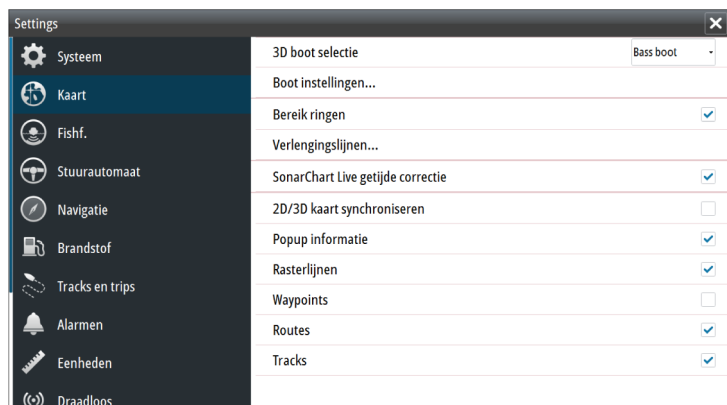 Settings
Systeem
Kaart
Fishf.
Stuurautomaat
Navigatie
Brandstof
Tracks en trips
Alarmen
Eenheden
Draadloos
3D boot selectie
Bass boot
Boot instellingen...
Bereik ringen
Verlengingslijnen...
SonarChart Live getijde correctie
2D/3D kaart synchroniseren
Popup informatie
Rasterlijnen
Waypoints
Routes
Tracks